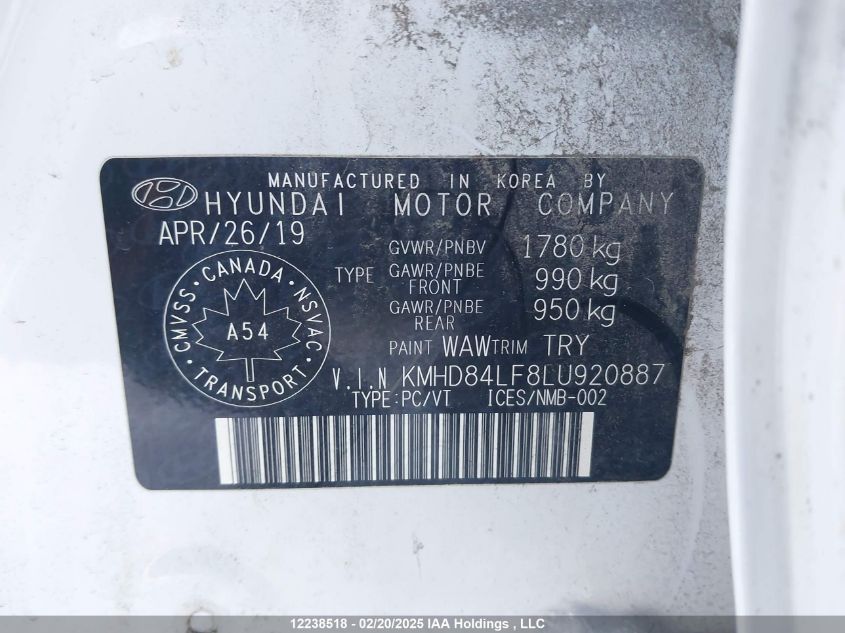 MANUFACTURED IN KOREA BY
HYUNDAI MOTOR COMPANY
APR/26/19
GVWR/PNBV 1780 kg
TYPE GAWR/PNBE FRONT 990 kg
GAWR/PNBE REAR 950 kg
PAINT WAW TRIM TRY
V.I.N KMHD84LF8LU920887
TYPE:PC/VT ICES/NMB-002
CMVSS · CANADA · NSVAC
A54
· TRANSPORT ·
12238518 - 02/20/2025 IAA Holdings , LLC